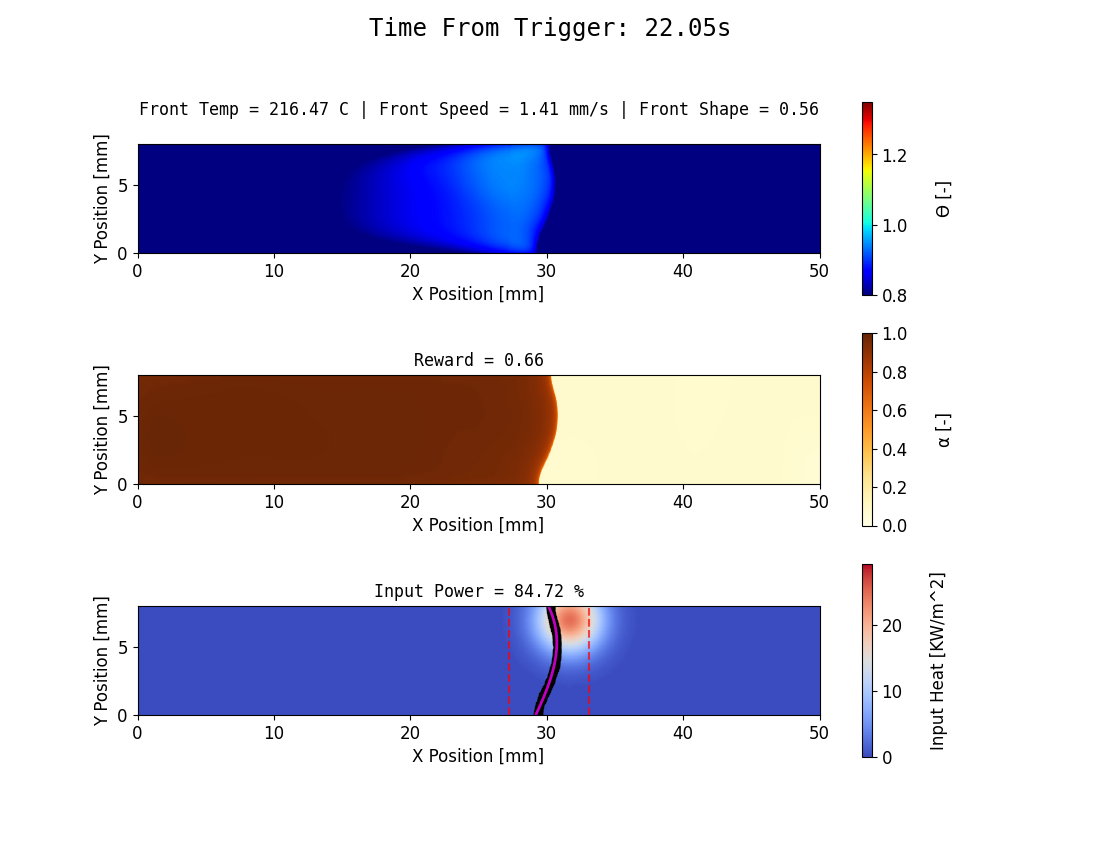 Time From Trigger: 22.05s
Front Temp = 216.47 C | Front Speed = 1.41 mm/s | Front Shape = 0.56
Y Position [mm]
5
0
0 10 20 30 40 50
X Position [mm]
1.2
1.0
0.8
Θ [-]
Reward = 0.66
Y Position [mm]
5
0
0 10 20 30 40 50
X Position [mm]
1.0
0.8
0.6
0.4
0.2
0.0
α [-]
Input Power = 84.72 %
Y Position [mm]
5
0
0 10 20 30 40 50
X Position [mm]
20
10
0
Input Heat [KW/m^2]